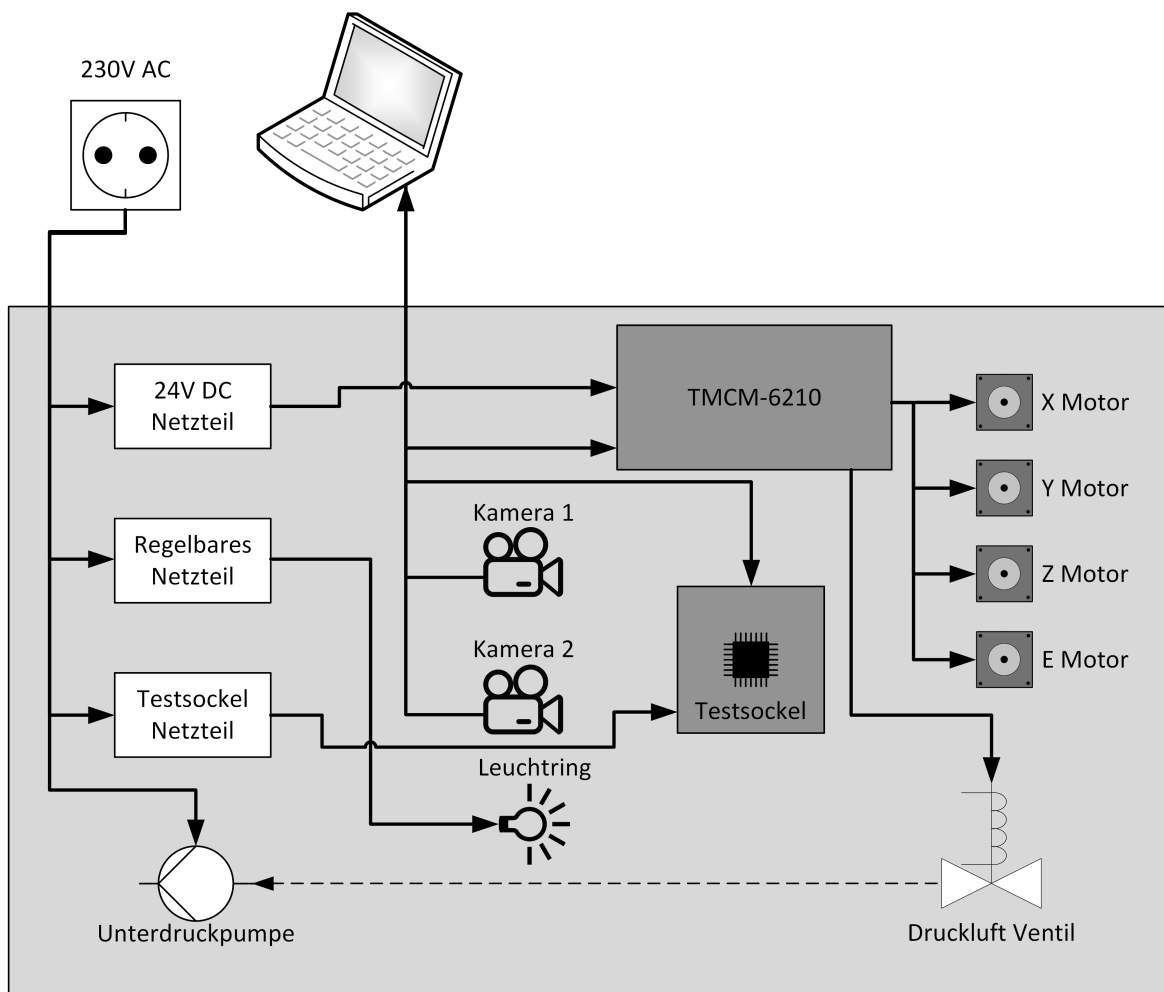 230V AC
24V DC
Netzteil
TMCM-6210
X Motor
Y Motor
Regelbares
Netzteil
Kamera 1
Z Motor
Kamera 2
E Motor
Testsockel
Netzteil
Testsockel
Leuchtring
Unterdruckpumpe
Druckluft Ventil